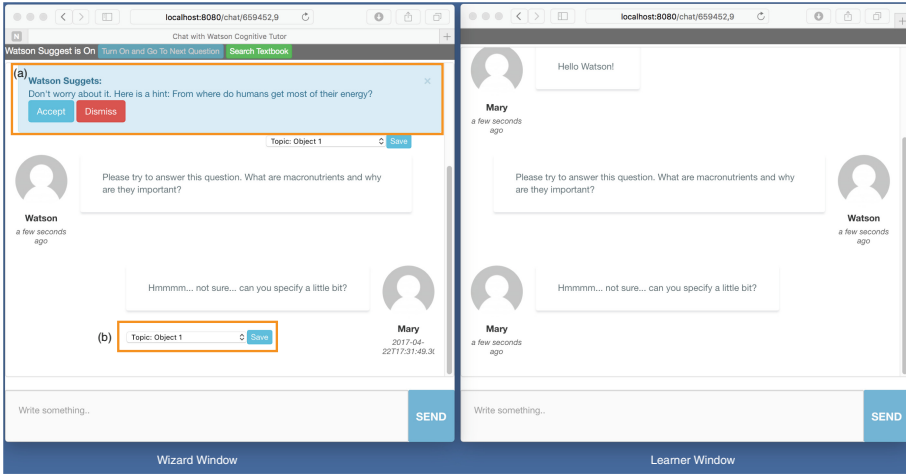 localhost:8080/chat/659452,9
N
Chat with Watson Cognitive Tutor
+
Watson Suggest is On
Turn On and Go To Next Question
Search Textbook
(a)
Watson Suggets:
×
Don't worry about it. Here is a hint: From where do humans get most of their energy?
Accept
Dismiss
Topic: Object 1
Save
Please try to answer this question. What are macronutrients and why
are they important?
Watson
a few seconds
ago
Hmmmm... not sure... can you specify a little bit?
(b)
Topic: Object 1
Save
Mary
2017-04-
22T17:31:49.30
Write something..
SEND
Wizard Window
localhost:8080/chat/659452,9
+
Hello Watson!
Mary
a few seconds
ago
Please try to answer this question. What are macronutrients and why
are they important?
Watson
a few seconds
ago
Hmmmm... not sure... can you specify a little bit?
Mary
a few seconds
ago
Write something..
SEND
Learner Window